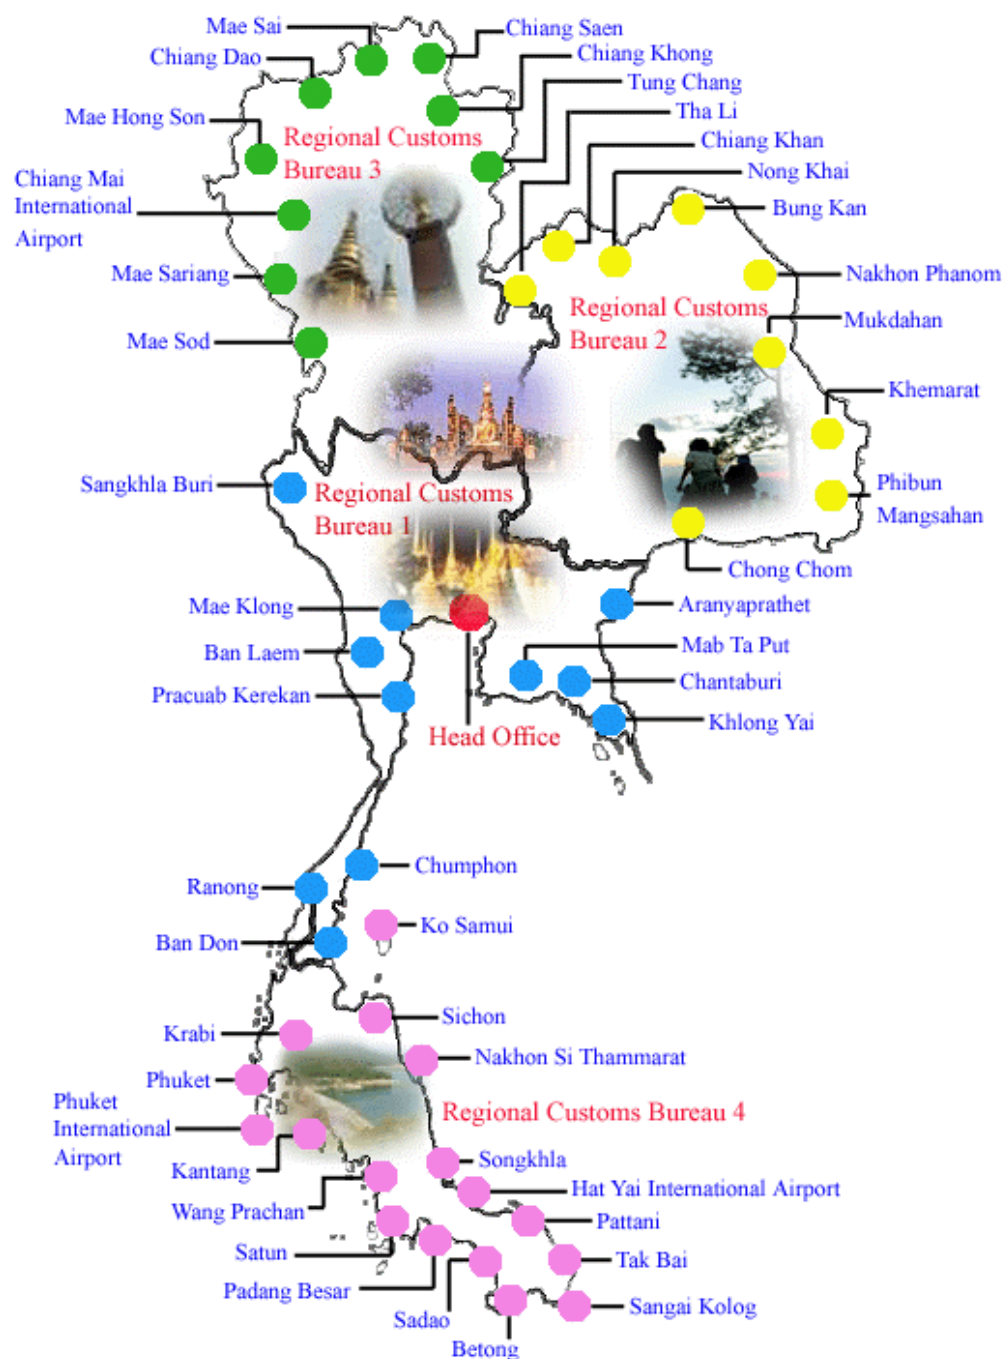 Mae Sai
Chiang Saen
Chiang Dao
Chiang Khong
Tung Chang
Mae Hong Son
Tha Li
Regional Customs
Bureau 3
Chiang Khan
Nong Khai
Chiang Mai
International
Airport
Bung Kan
Mae Sariang
Nakhon Phanom
Regional Customs
Bureau 2
Mukdahan
Mae Sod
Khemarat
Sangkhla Buri
Regional Customs
Bureau 1
Phibun
Mangsahan
Chong Chom
Mae Klong
Aranyaprathet
Ban Laem
Mab Ta Put
Pracuab Kerekan
Chantaburi
Khlong Yai
Head Office
Chumphon
Ranong
Ko Samui
Ban Don
Sichon
Krabi
Nakhon Si Thammarat
Phuket
Phuket
International
Airport
Regional Customs Bureau 4
Kantang
Songkhla
Hat Yai International Airport
Wang Prachan
Pattani
Satun
Tak Bai
Padang Besar
Sangai Kolog
Sadao
Betong